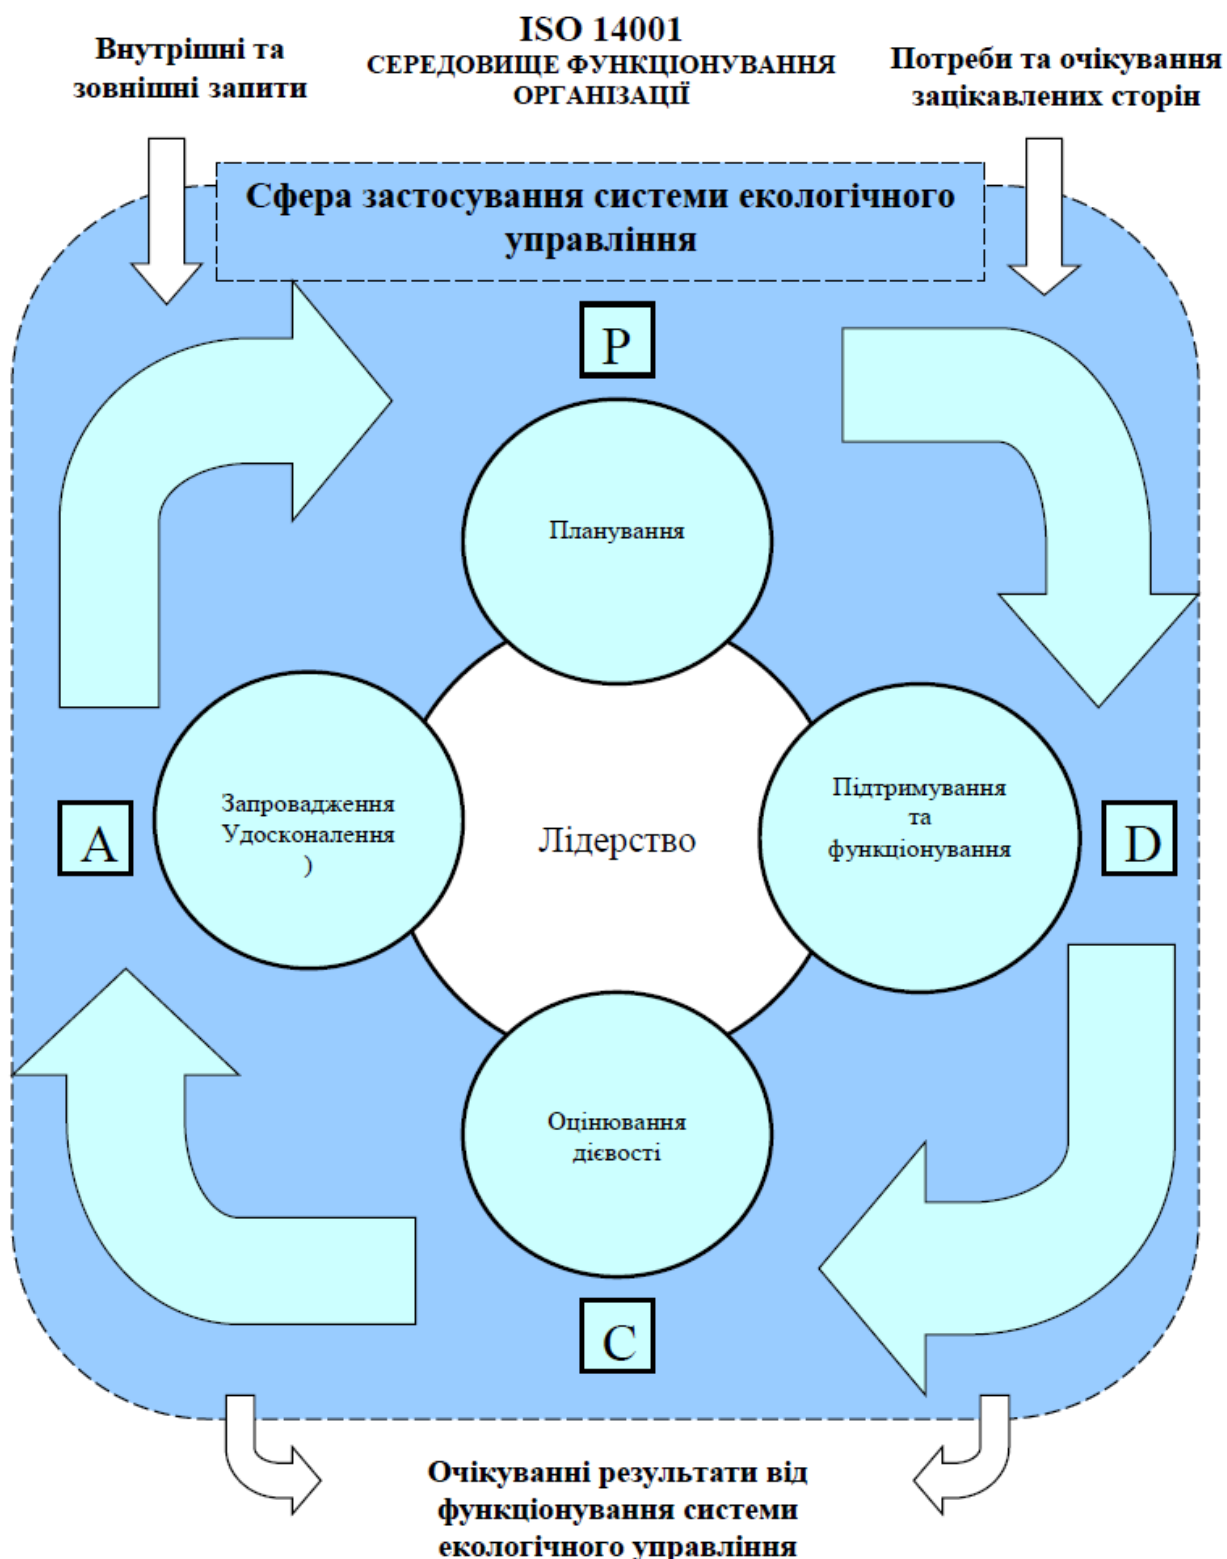 ISO 14001
СЕРЕДОВИЩЕ ФУНКЦІОНУВАННЯ
ОРГАНІЗАЦІЇ
Внутрішні та
зовнішні запити
Потреби та очікування
зацікавлених сторін
Сфера застосування системи екологічного
управління
P
Планування
Запровадження
Удосконалення
)
A
Лідерство
Підтримування
та
функціонування
D
Оцінювання
дієвості
C
Очікуванні результати від
функціонування системи
екологічного управління